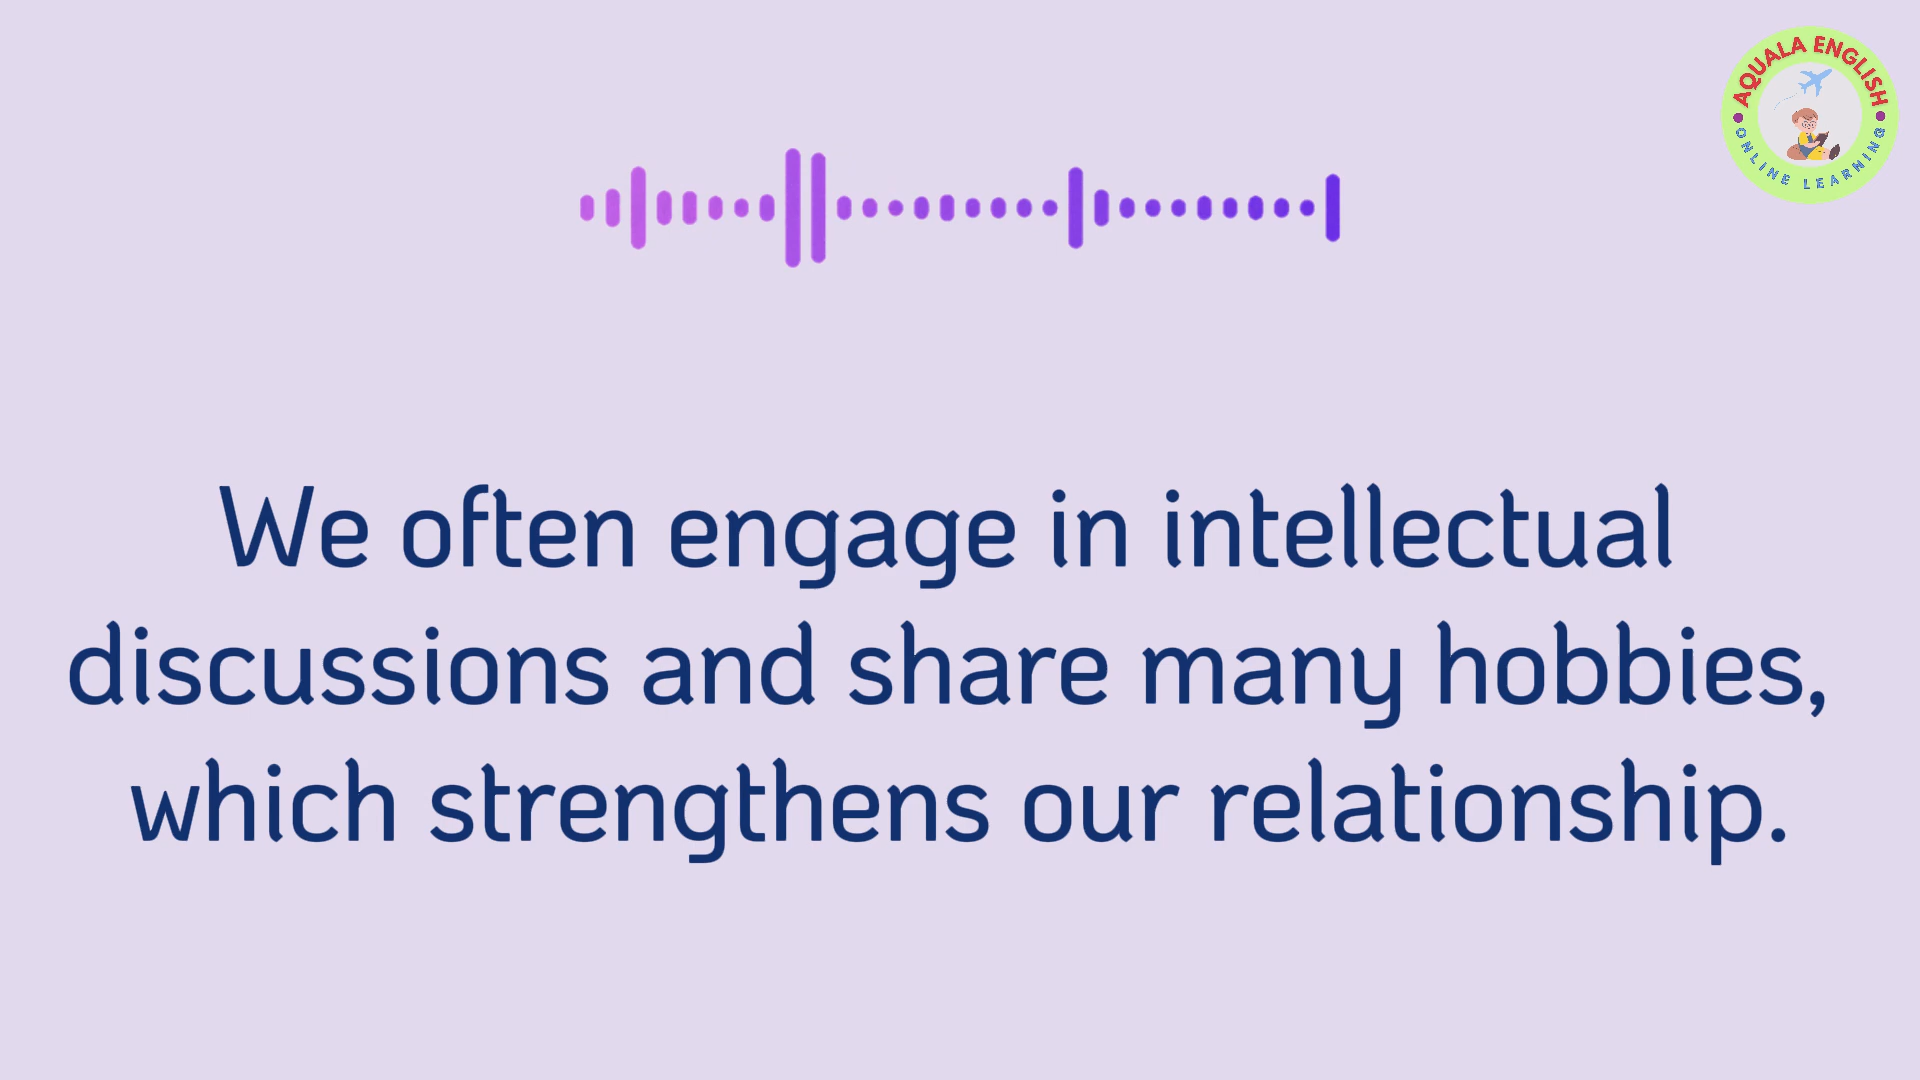 AQUALA ENGLISH
ONLINE LEARNING
We often engage in intellectual
discussions and share many hobbies,
which strengthens our relationship.